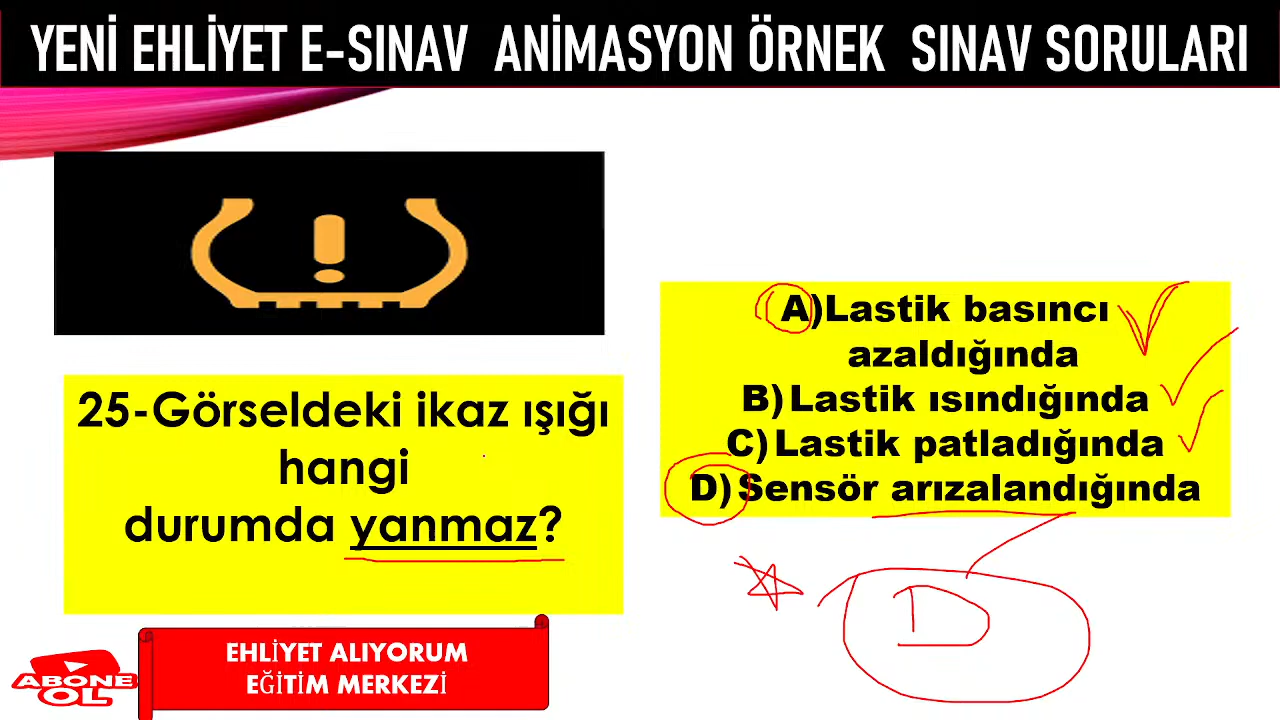 YENİ EHLİYET E-SINAV ANİMASYON ÖRNEK SINAV SORULARI
25-Görseldeki ikaz ışığı
hangi
durumda yanmaz?
A)Lastik basıncı
azaldığında
B)Lastik ısındığında
C)Lastik patladığında
D)Sensör arızalandığında
D
EHLİYET ALIYORUM
EĞİTİM MERKEZİ
ABONE
OL